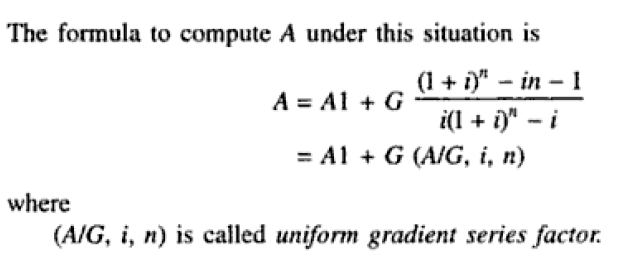 The formula to compute A under this situation is
A = A1 + G \frac{(1 + i)^n - in - 1}{i(1 + i)^n - i}
= A1 + G (A/G, i, n)
where
(A/G, i, n) is called uniform gradient series factor.